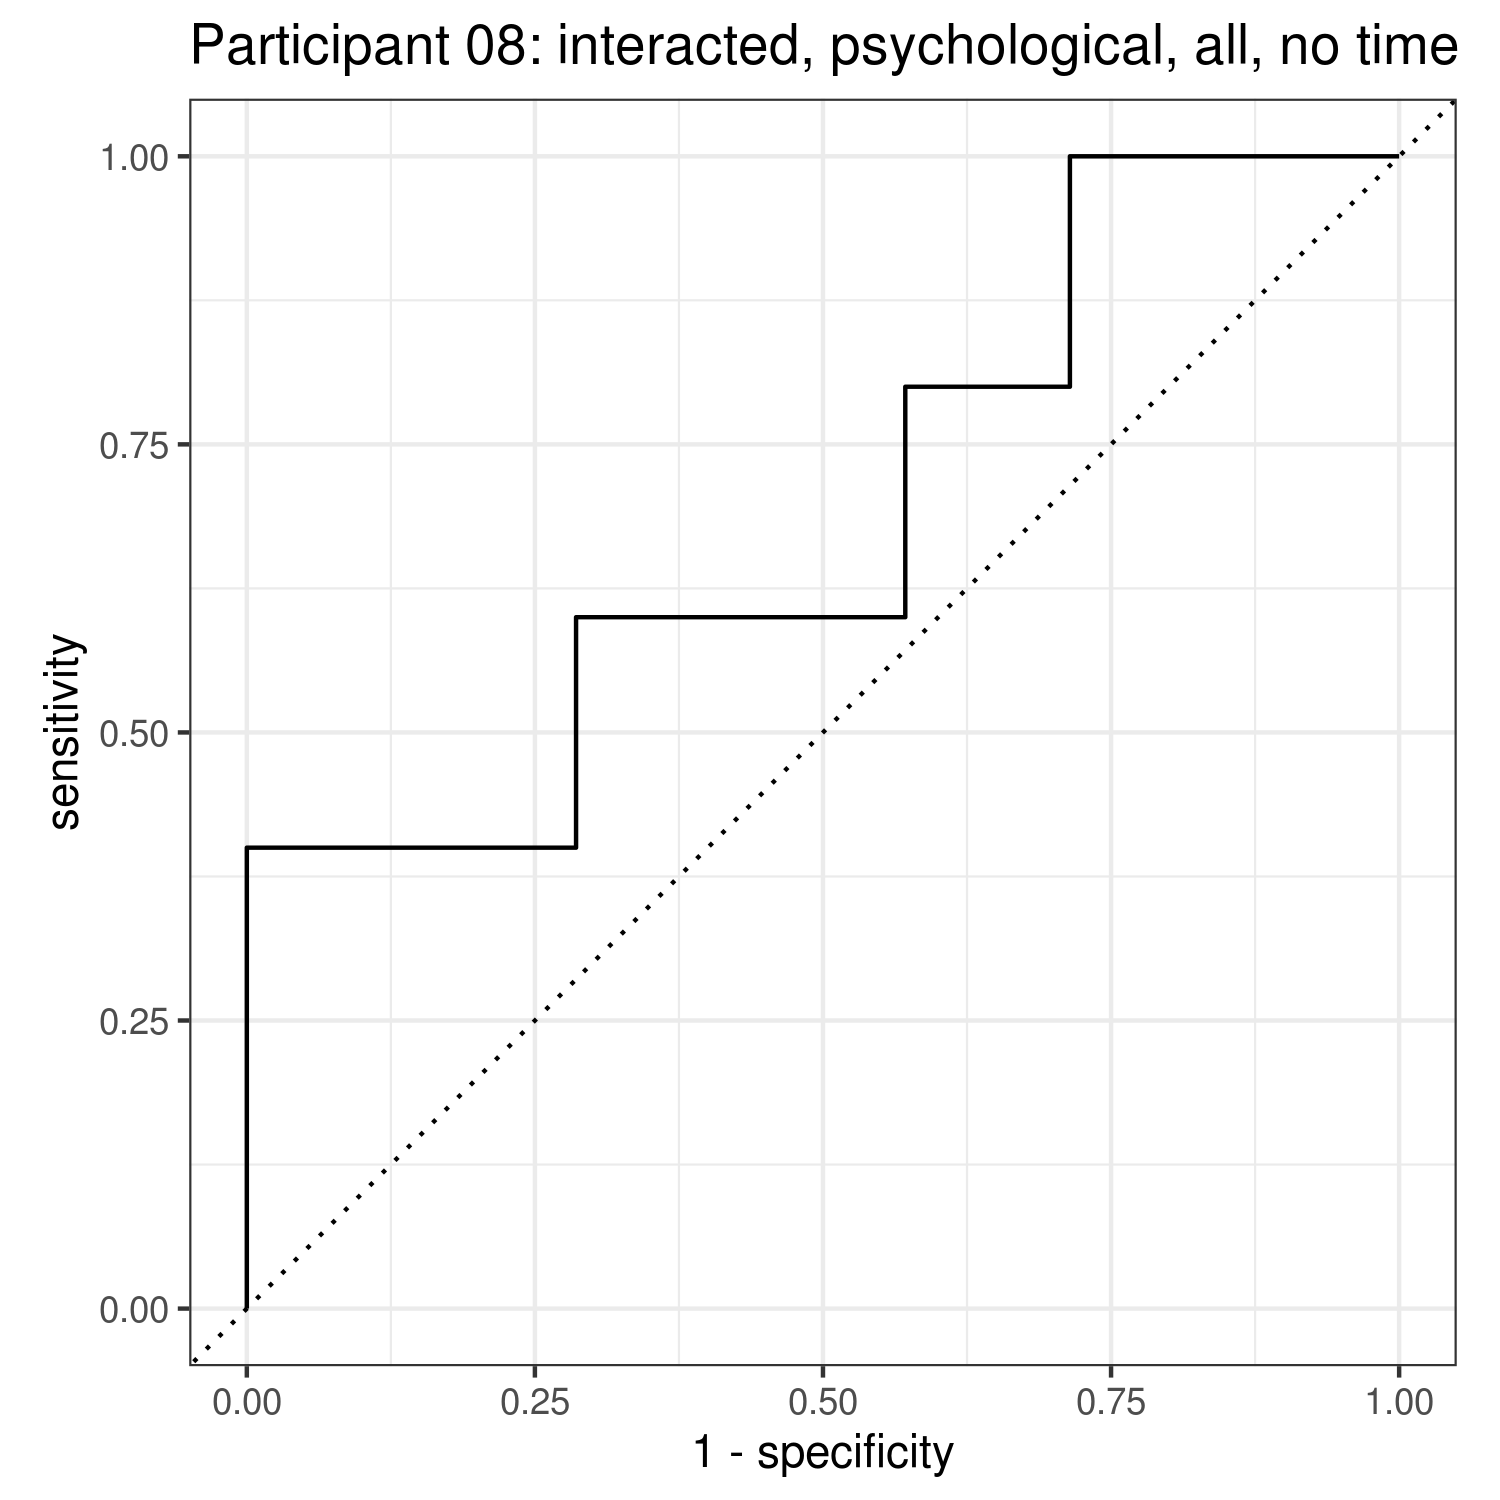 Participant 08: interacted, psychological, all, no time
1.00
0.75
0.50
0.25
0.00
sensitivity
0.00 0.25 0.50 0.75 1.00
1 - specificity